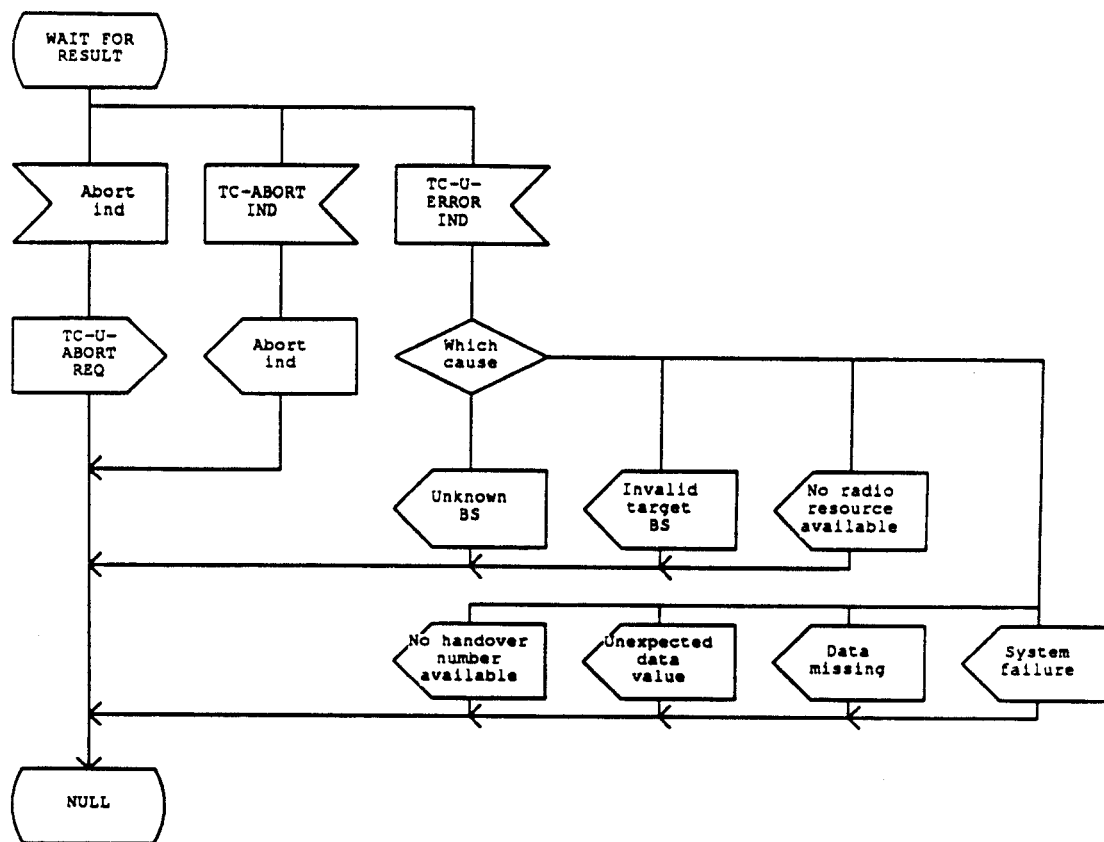 WAIT FOR
RESULT
Abort
ind
TC-ABORT
IND
TC-U-
ERROR
IND
TC-U-
ABORT
REQ
Abort
ind
Which
cause
Unknown
BS
Invalid
target
BS
No radio
resource
available
No handover
number
available
Unexpected
data
value
Data
missing
System
failure
NULL